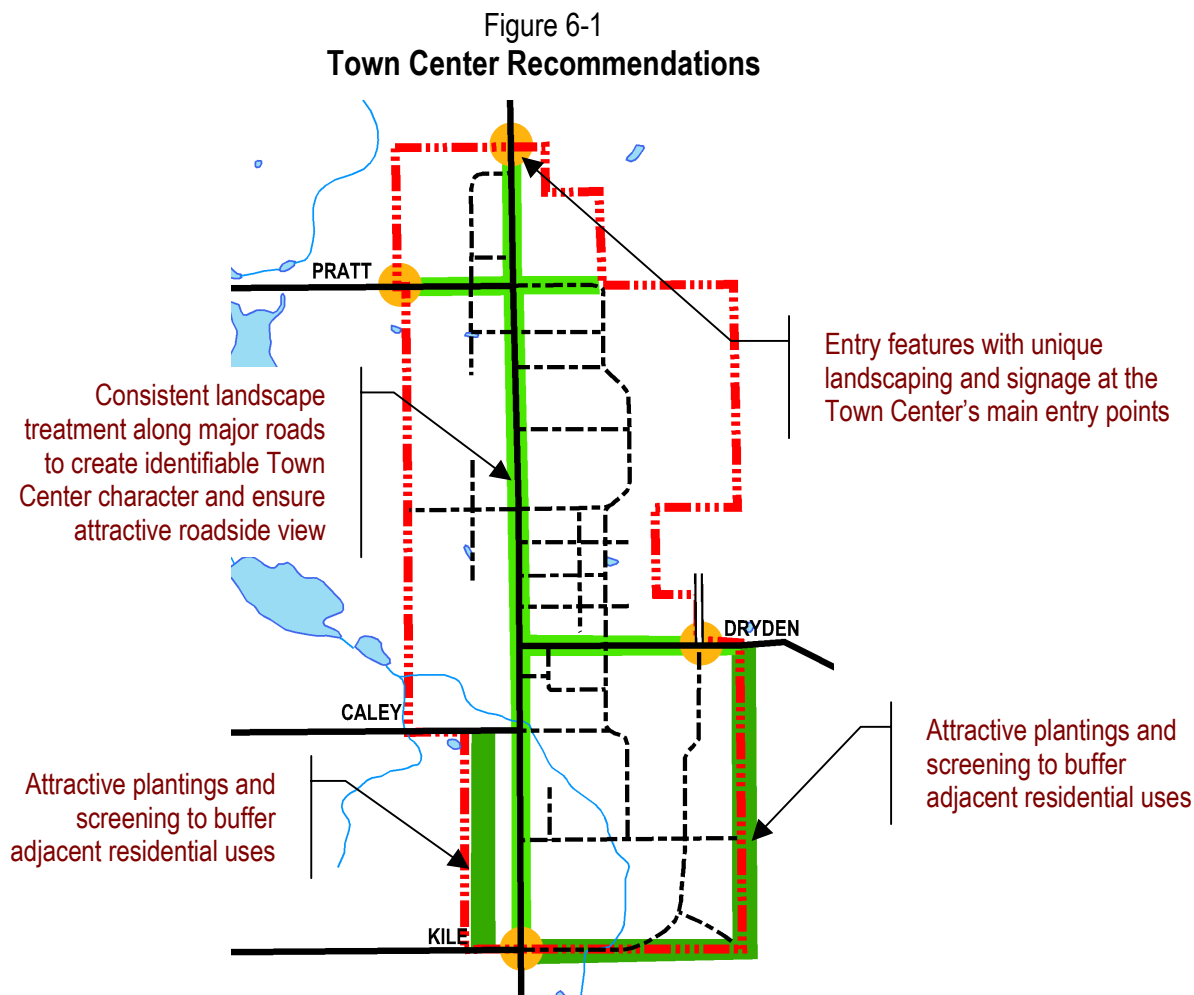 Figure 6-1
Town Center Recommendations
PRATT
Entry features with unique
landscaping and signage at the
Town Center's main entry points
Consistent landscape
treatment along major roads
to create identifiable Town
Center character and ensure
attractive roadside view
DRYDEN
CALEY
Attractive plantings and
screening to buffer
adjacent residential uses
Attractive plantings and
screening to buffer
adjacent residential uses
KILE